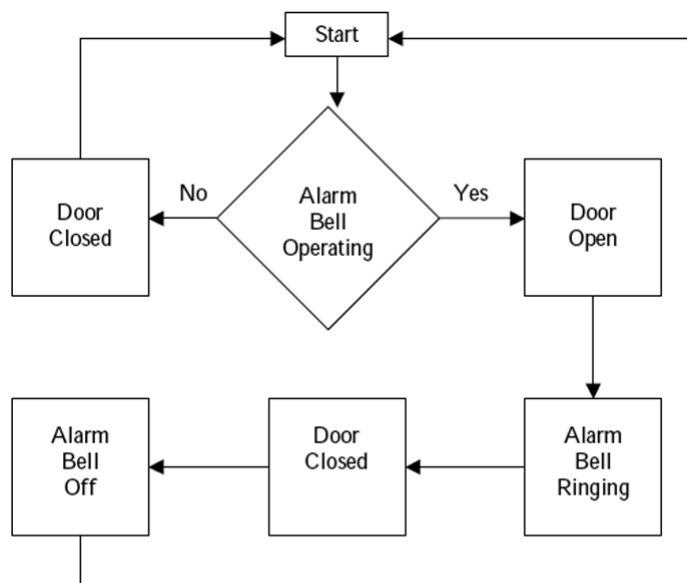 Start
No
Alarm
Bell
Operating
Yes
Door
Closed
Door
Open
Alarm
Bell
Off
Door
Closed
Alarm
Bell
Ringing